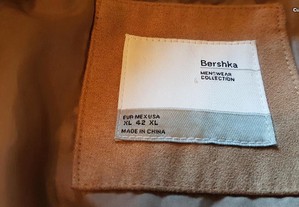 Bershka
MENSWEAR
COLLECTION
EUR MEX USA
XL 42 XL
MADE IN CHINA